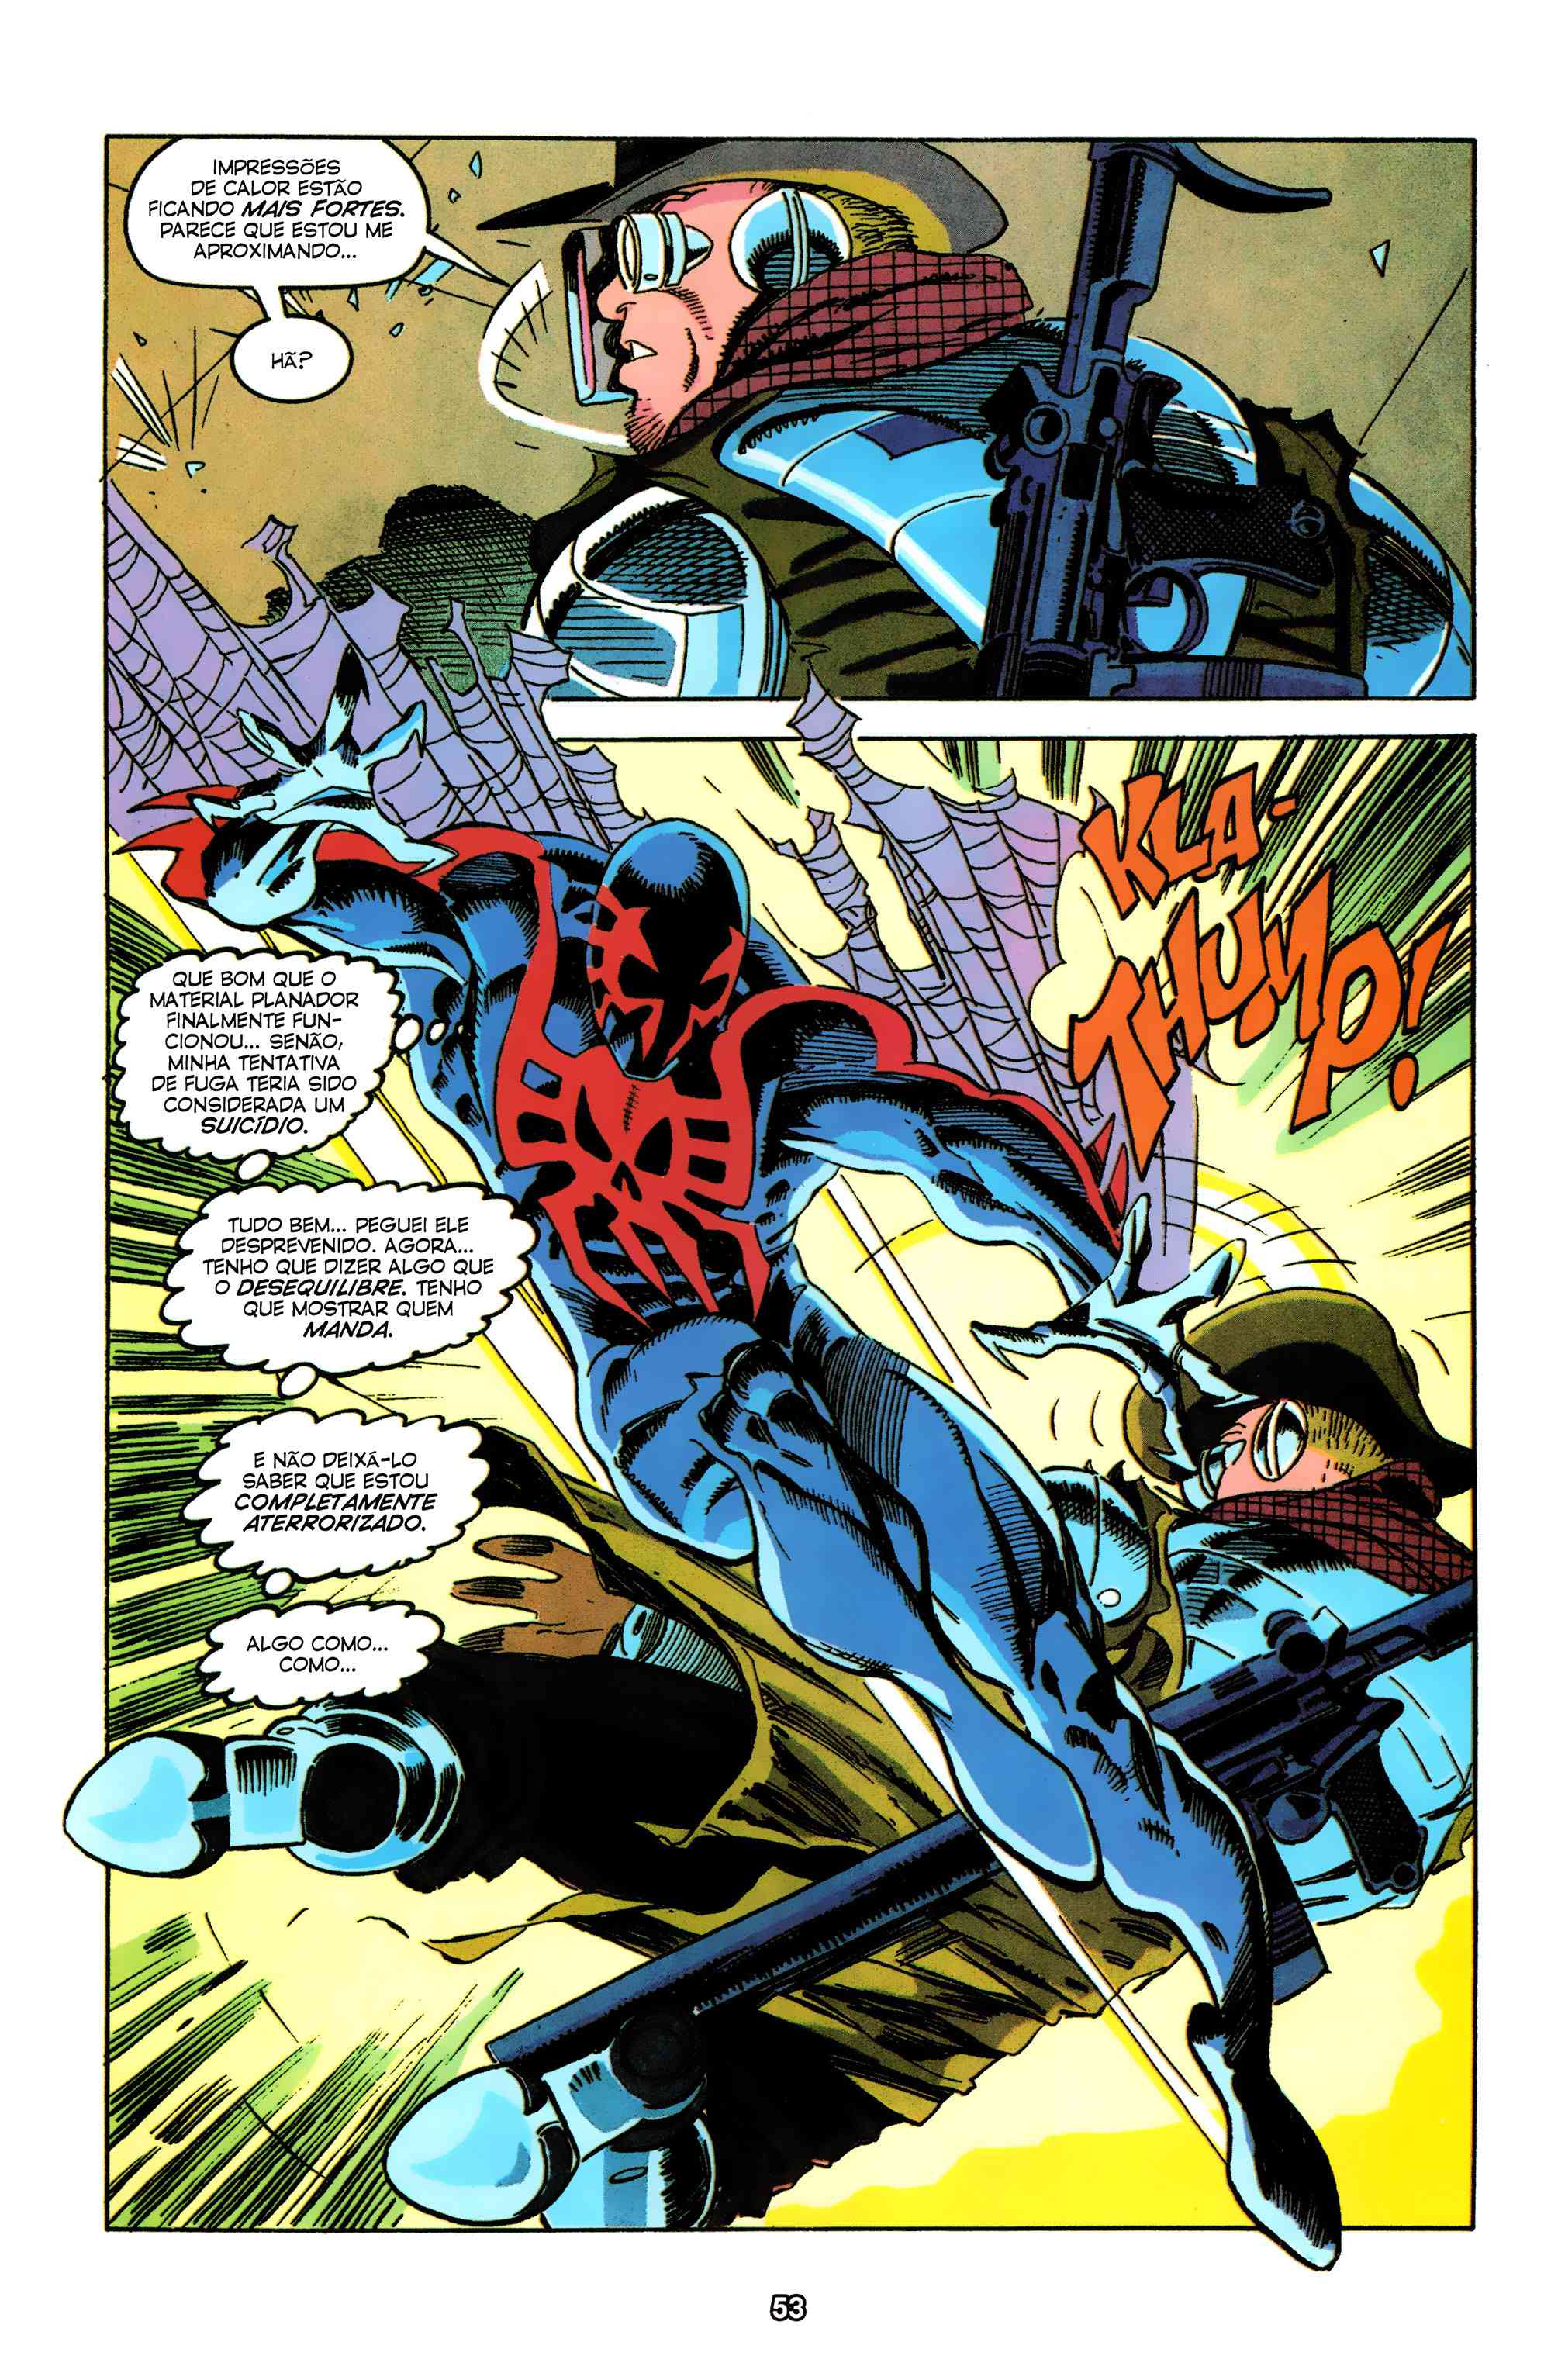 IMPRESSÕES
DE CALOR ESTÃO
FICANDO MAIS FORTES.
PARECE QUE ESTOU ME
APROXIMANDO...
HÃ?
KLA-
THUMP!
QUE BOM QUE O
MATERIAL PLANADOR
FINALMENTE FUN-
CIONOU... SENÃO,
MINHA TENTATIVA
DE FUGA TERIA SIDO
CONSIDERADA UM
SUICÍDIO.
TUDO BEM... PEGUEI ELE
DESPREVENIDO. AGORA...
TENHO QUE DIZER ALGO QUE
O DESEQUILIBRE. TENHO
QUE MOSTRAR QUEM
MANDA.
E NÃO DEIXÁ-LO
SABER QUE ESTOU
COMPLETAMENTE
ATERRORIZADO.
ALGO COMO...
COMO...
53